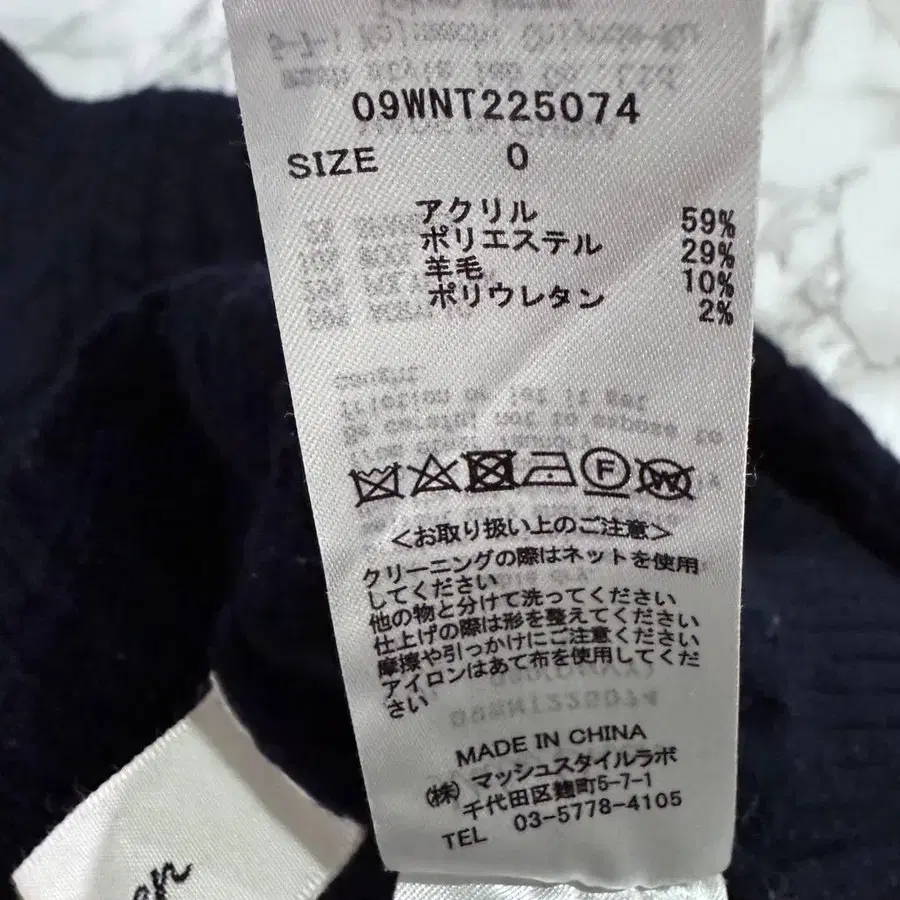 09WNT225074
SIZE 0
アクリル 59%
ポリエステル 29%
羊毛 10%
ポリウレタン 2%
F W
<お取り扱い上のご注意>
クリーニングの際はネットを使用
してください
他の物と分けて洗ってください
仕上げの際は形を整えてください
摩擦や引っかけにご注意ください
アイロンはあて布を使用してくだ
さい
MADE IN CHINA
(株) マッシュスタイルラボ
千代田区麹町5-7-1
TEL 03-5778-4105